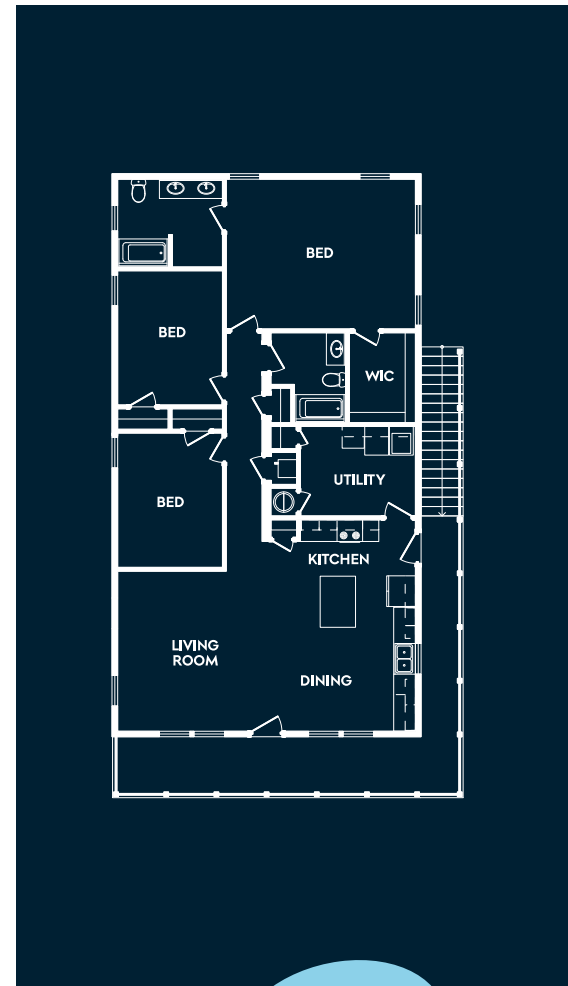 BED
BED
WIC
UTILITY
BED
KITCHEN
LIVING
ROOM
DINING